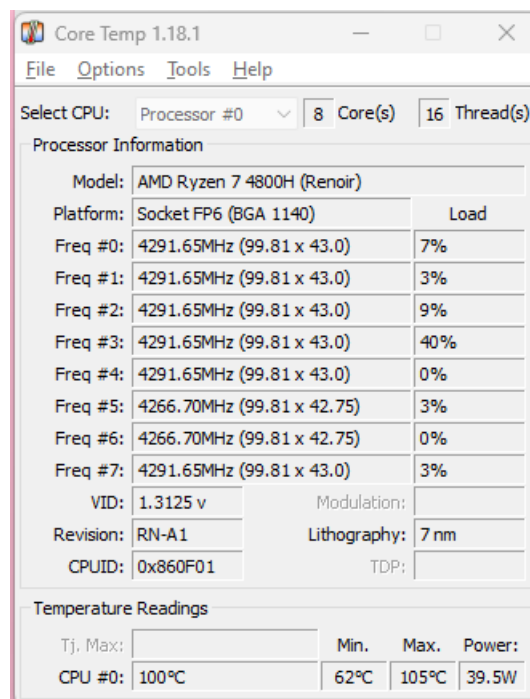 Core Temp 1.18.1
File Options Tools Help
Select CPU: Processor #0 8 Core(s) 16 Thread(s)
Processor Information
Model: AMD Ryzen 7 4800H (Renoir)
Platform: Socket FP6 (BGA 1140) Load
Freq #0: 4291.65MHz (99.81 x 43.0) 7%
Freq #1: 4291.65MHz (99.81 x 43.0) 3%
Freq #2: 4291.65MHz (99.81 x 43.0) 9%
Freq #3: 4291.65MHz (99.81 x 43.0) 40%
Freq #4: 4291.65MHz (99.81 x 43.0) 0%
Freq #5: 4266.70MHz (99.81 x 42.75) 3%
Freq #6: 4266.70MHz (99.81 x 42.75) 0%
Freq #7: 4291.65MHz (99.81 x 43.0) 3%
VID: 1.3125 v Modulation:
Revision: RN-A1 Lithography: 7 nm
CPUID: 0x860F01 TDP:
Temperature Readings
Tj. Max: Min. Max. Power:
CPU #0: 100°C 62°C 105°C 39.5W